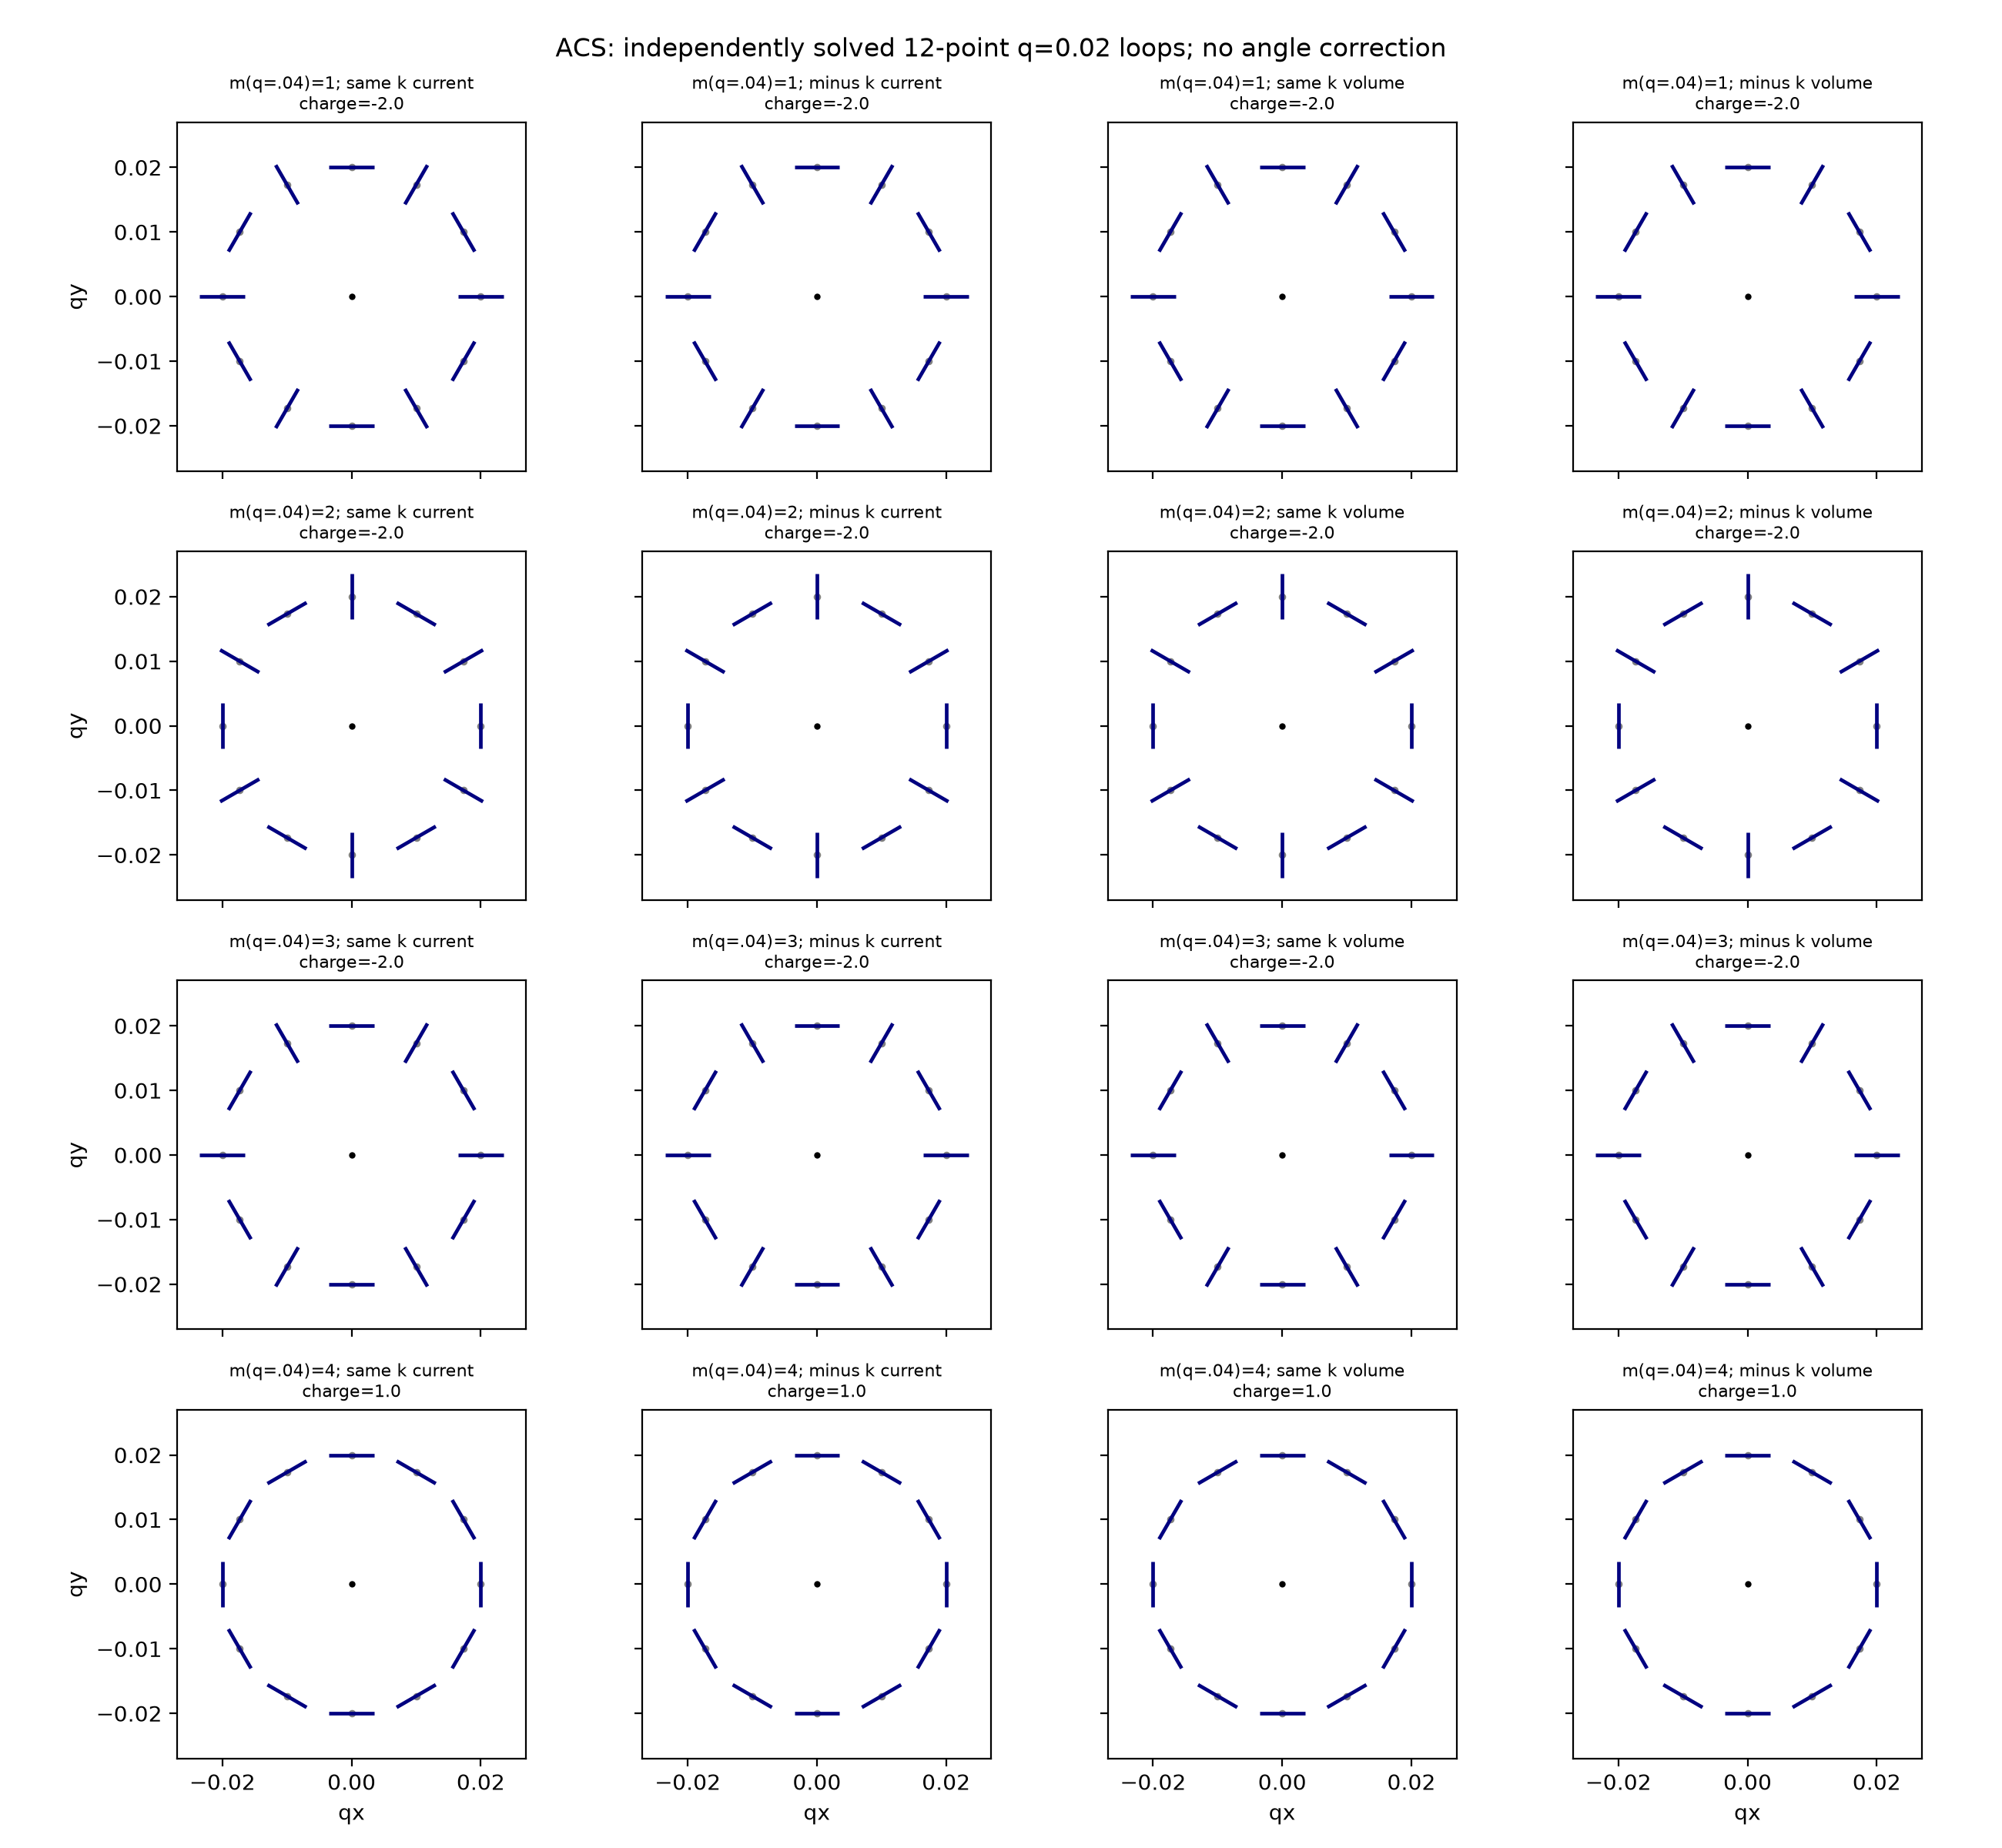 ACS: independently solved 12-point q=0.02 loops; no angle correction
m(q=.04)=1; same k current
charge=-2.0
m(q=.04)=1; minus k current
charge=-2.0
m(q=.04)=1; same k volume
charge=-2.0
m(q=.04)=1; minus k volume
charge=-2.0
0.02
0.01
0.00
−0.01
−0.02
qy
m(q=.04)=2; same k current
charge=-2.0
m(q=.04)=2; minus k current
charge=-2.0
m(q=.04)=2; same k volume
charge=-2.0
m(q=.04)=2; minus k volume
charge=-2.0
0.02
0.01
0.00
−0.01
−0.02
qy
m(q=.04)=3; same k current
charge=-2.0
m(q=.04)=3; minus k current
charge=-2.0
m(q=.04)=3; same k volume
charge=-2.0
m(q=.04)=3; minus k volume
charge=-2.0
0.02
0.01
0.00
−0.01
−0.02
qy
m(q=.04)=4; same k current
charge=1.0
m(q=.04)=4; minus k current
charge=1.0
m(q=.04)=4; same k volume
charge=1.0
m(q=.04)=4; minus k volume
charge=1.0
0.02
0.01
0.00
−0.01
−0.02
qy
−0.02 0.00 0.02
qx
−0.02 0.00 0.02
qx
−0.02 0.00 0.02
qx
−0.02 0.00 0.02
qx